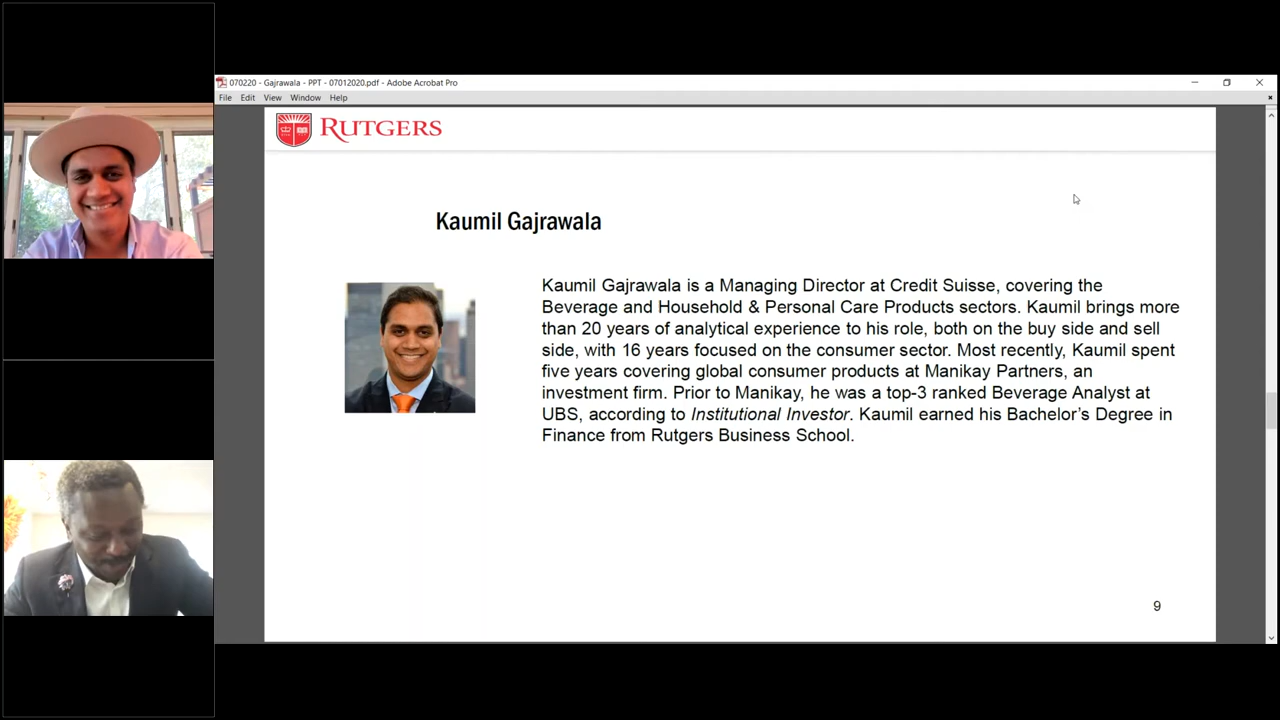 070220 - Gajrawala - PPT - 07012020.pdf - Adobe Acrobat Pro
File Edit View Window Help
RUTGERS
Kaumil Gajrawala
Kaumil Gajrawala is a Managing Director at Credit Suisse, covering the
Beverage and Household & Personal Care Products sectors. Kaumil brings more
than 20 years of analytical experience to his role, both on the buy side and sell
side, with 16 years focused on the consumer sector. Most recently, Kaumil spent
five years covering global consumer products at Manikay Partners, an
investment firm. Prior to Manikay, he was a top-3 ranked Beverage Analyst at
UBS, according to Institutional Investor. Kaumil earned his Bachelor’s Degree in
Finance from Rutgers Business School.
9